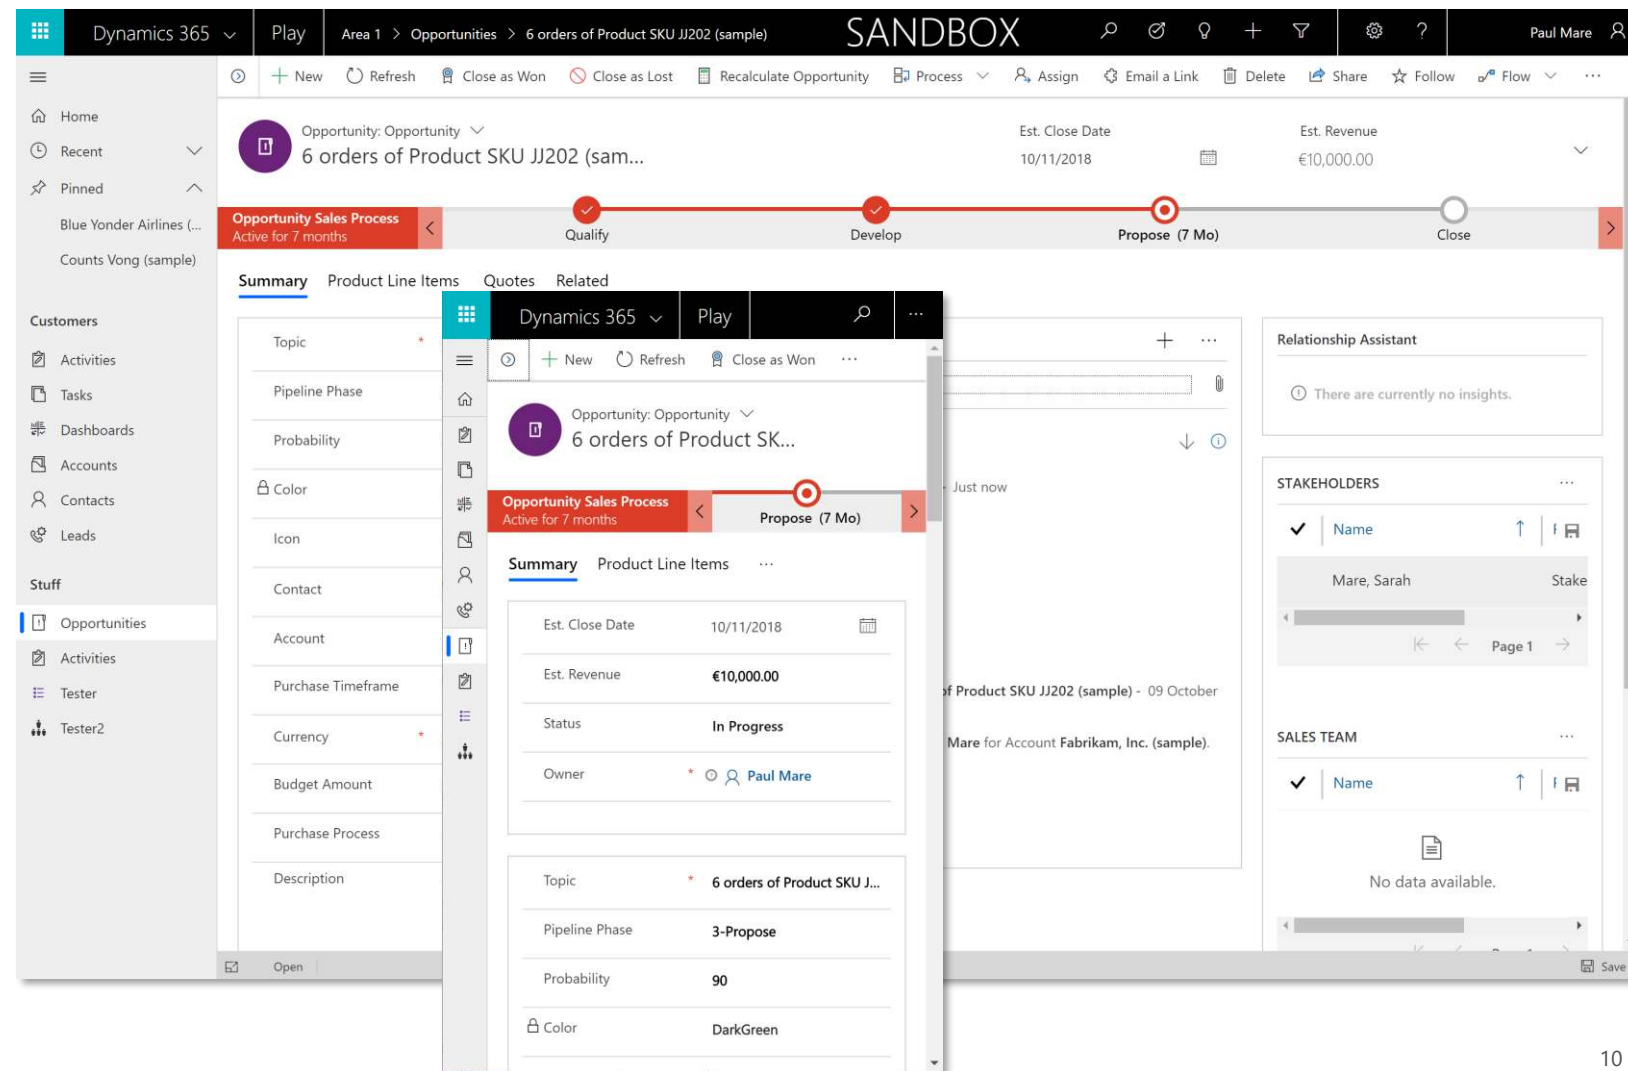 Dynamics 365 Play Area 1 > Opportunities > 6 orders of Product SKU JJ202 (sample) SANDBOX Paul Mare
New Refresh Close as Won Close as Lost Recalculate Opportunity Process Assign Email a Link Delete Share Follow Flow ...
Home
Recent
Pinned
Blue Yonder Airlines (...
Counts Vong (sample)
Customers
Activities
Tasks
Dashboards
Accounts
Contacts
Leads
Stuff
Opportunities
Activities
Tester
Tester2
Opportunity: Opportunity
6 orders of Product SKU JJ202 (sam...
Est. Close Date
10/11/2018
Est. Revenue
€10,000.00
Opportunity Sales Process
Active for 7 months
Qualify
Develop
Propose (7 Mo)
Close
Summary Product Line Items Quotes Related
Topic *
Pipeline Phase
Probability
Color
Icon
Contact
Account
Purchase Timeframe
Currency *
Budget Amount
Purchase Process
Description
Open
Dynamics 365 Play ...
New Refresh Close as Won ...
Opportunity: Opportunity
6 orders of Product SK...
Opportunity Sales Process
Active for 7 months
Propose (7 Mo)
Summary Product Line Items ...
Est. Close Date 10/11/2018
Est. Revenue €10,000.00
Status In Progress
Owner * Paul Mare
Topic * 6 orders of Product SKU J...
Pipeline Phase 3-Propose
Probability 90
Color DarkGreen
...
Just now
of Product SKU JJ202 (sample) - 09 October
Mare for Account Fabrikam, Inc. (sample).
Relationship Assistant
There are currently no insights.
STAKEHOLDERS ...
Name
Mare, Sarah Stake
Page 1
SALES TEAM ...
Name
No data available.
Save
10